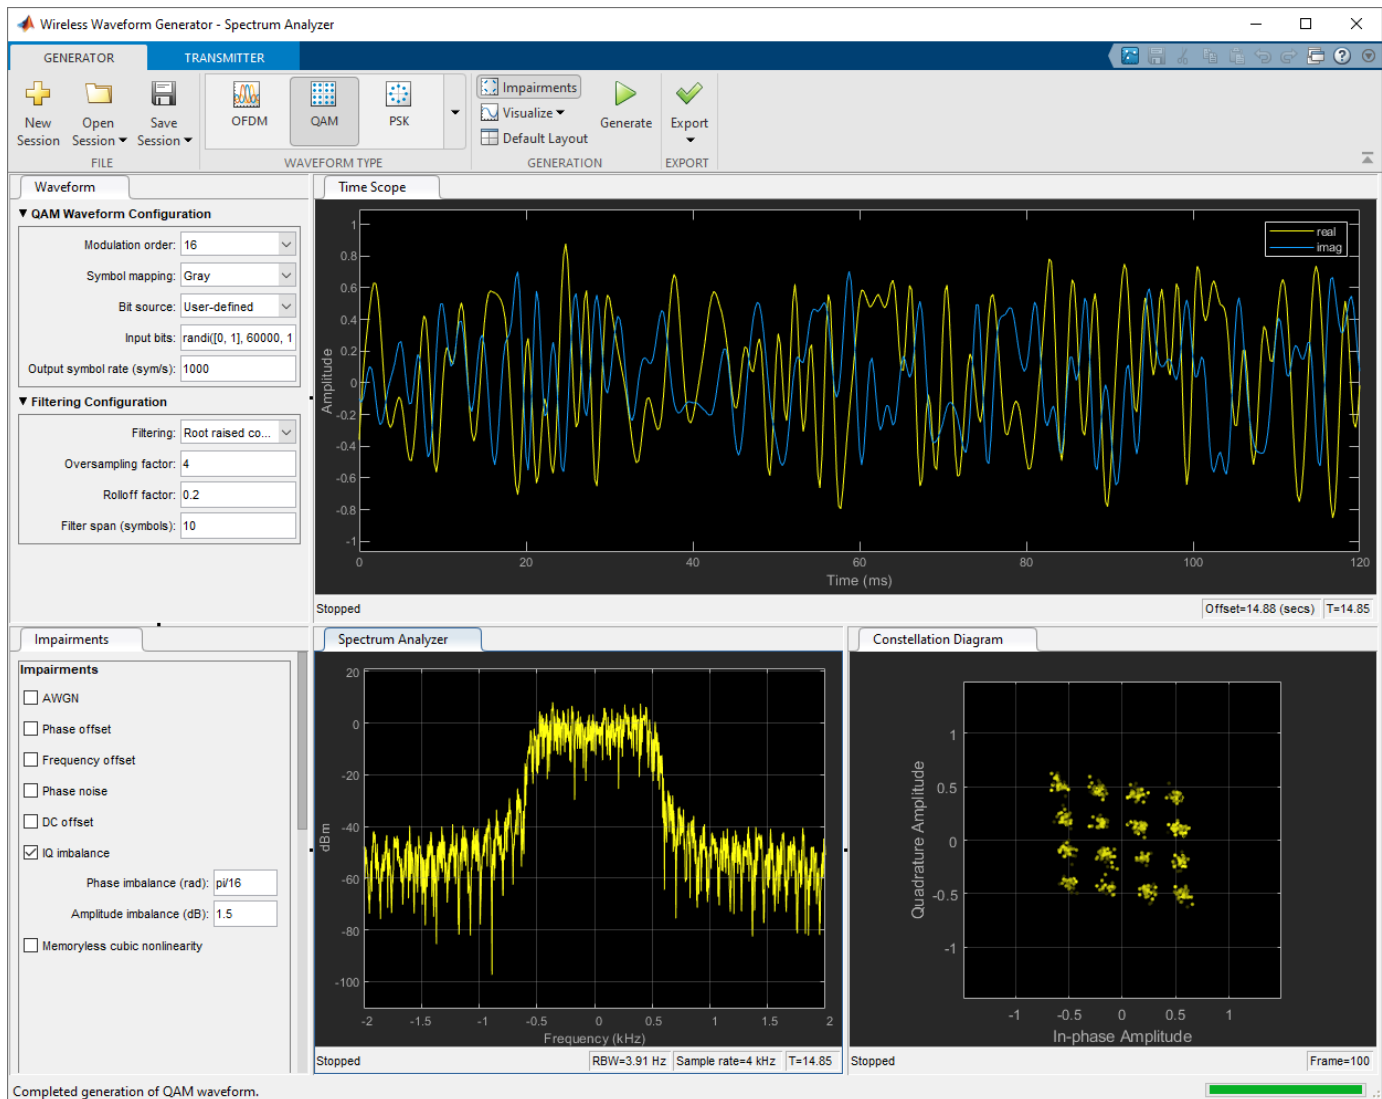 Wireless Waveform Generator - Spectrum Analyzer
GENERATOR TRANSMITTER
New Session
Open Session
Save Session
FILE
OFDM
QAM
PSK
WAVEFORM TYPE
Impairments
Visualize
Default Layout
Generate
GENERATION
Export
EXPORT
Waveform
QAM Waveform Configuration
Modulation order: 16
Symbol mapping: Gray
Bit source: User-defined
Input bits: randi([0, 1], 60000, 1
Output symbol rate (sym/s): 1000
Filtering Configuration
Filtering: Root raised co...
Oversampling factor: 4
Rolloff factor: 0.2
Filter span (symbols): 10
Time Scope
real
imag
1
0.8
0.6
0.4
0.2
0
-0.2
-0.4
-0.6
-0.8
-1
Amplitude
0 20 40 60 80 100 120
Time (ms)
Stopped Offset=14.88 (secs) T=14.85
Impairments
Impairments
AWGN
Phase offset
Frequency offset
Phase noise
DC offset
IQ imbalance
Phase imbalance (rad): pi/16
Amplitude imbalance (dB): 1.5
Memoryless cubic nonlinearity
Spectrum Analyzer
20
0
-20
-40
-60
-80
-100
dBm
-2 -1.5 -1 -0.5 0 0.5 1 1.5 2
Frequency (kHz)
Stopped RBW=3.91 Hz Sample rate=4 kHz T=14.85
Constellation Diagram
1
0.5
0
-0.5
-1
Quadrature Amplitude
-1 -0.5 0 0.5 1
In-phase Amplitude
Stopped Frame=100
Completed generation of QAM waveform.